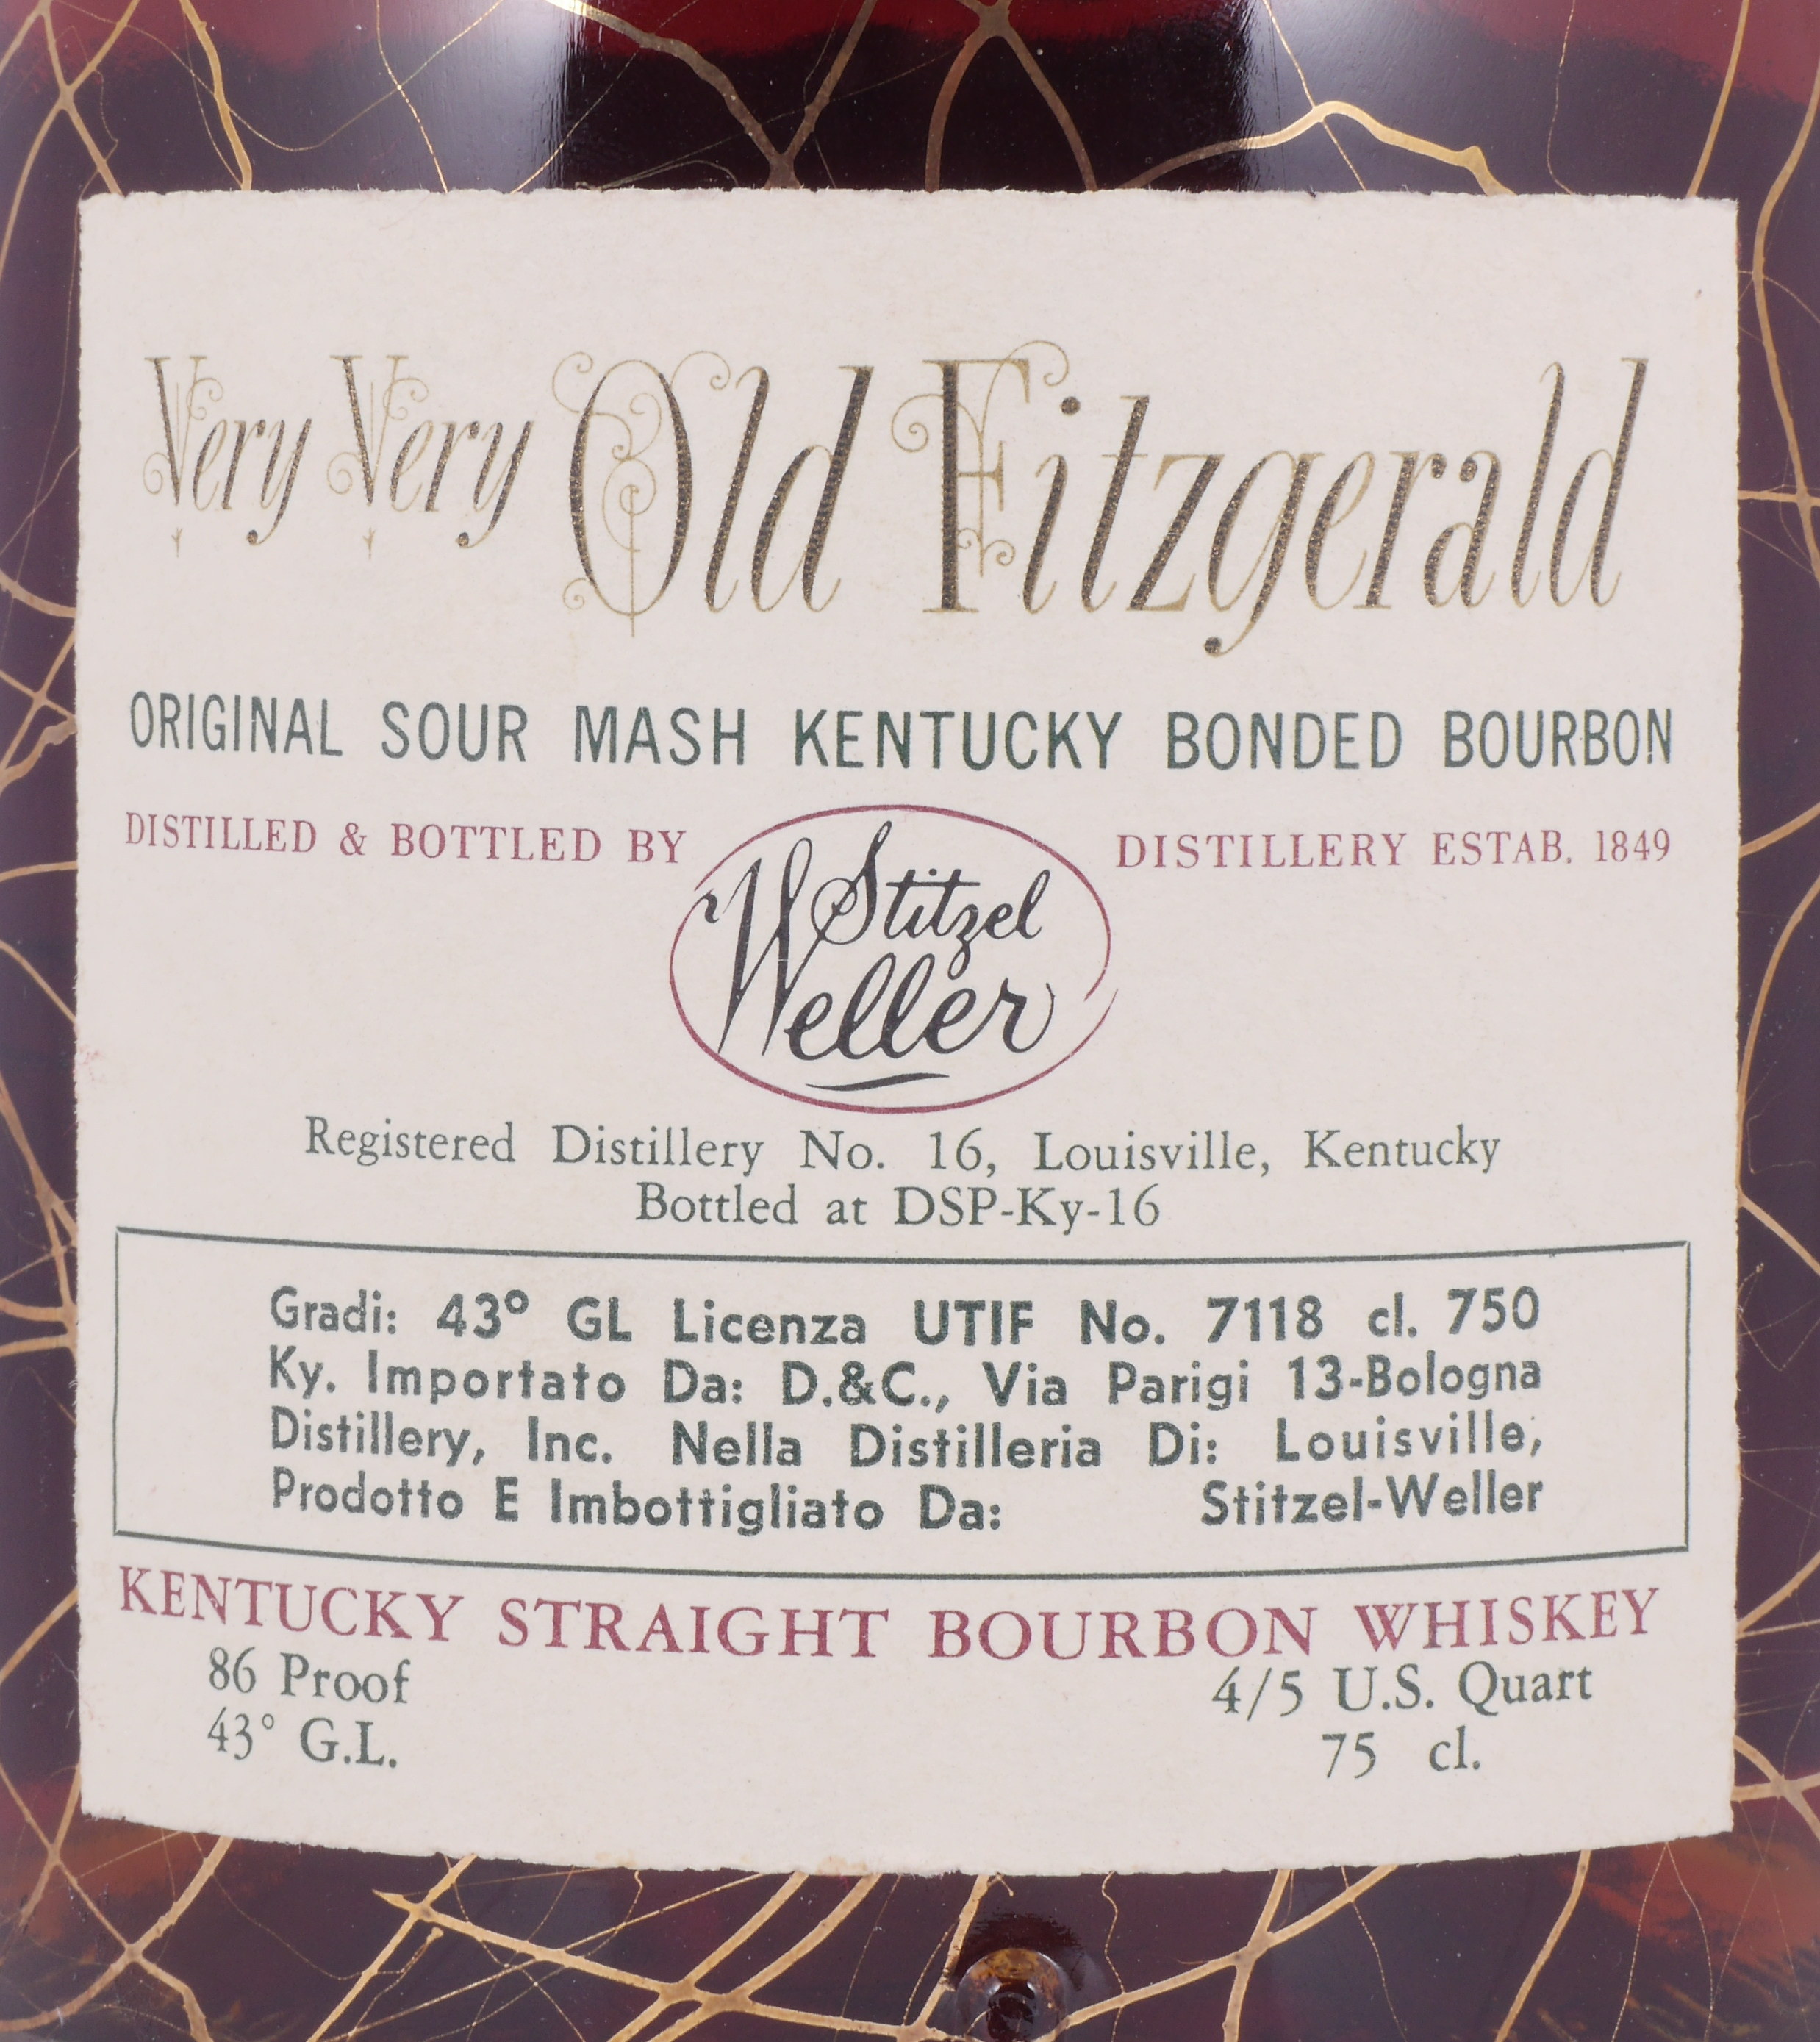 Very Very Old Fitzgerald
ORIGINAL SOUR MASH KENTUCKY BONDED BOURBON
DISTILLED & BOTTLED BY
Stitzel
Weller
DISTILLERY ESTAB. 1849
Registered Distillery No. 16, Louisville, Kentucky
Bottled at DSP-Ky-16
Gradi: 43° GL Licenza UTIF No. 7118 cl. 750
Ky. Importato Da: D.&C., Via Parigi 13-Bologna
Distillery, Inc. Nella Distilleria Di: Louisville,
Prodotto E Imbottigliato Da: Stitzel-Weller
KENTUCKY STRAIGHT BOURBON WHISKEY
86 Proof
43° G.L.
4/5 U.S. Quart
75 cl.